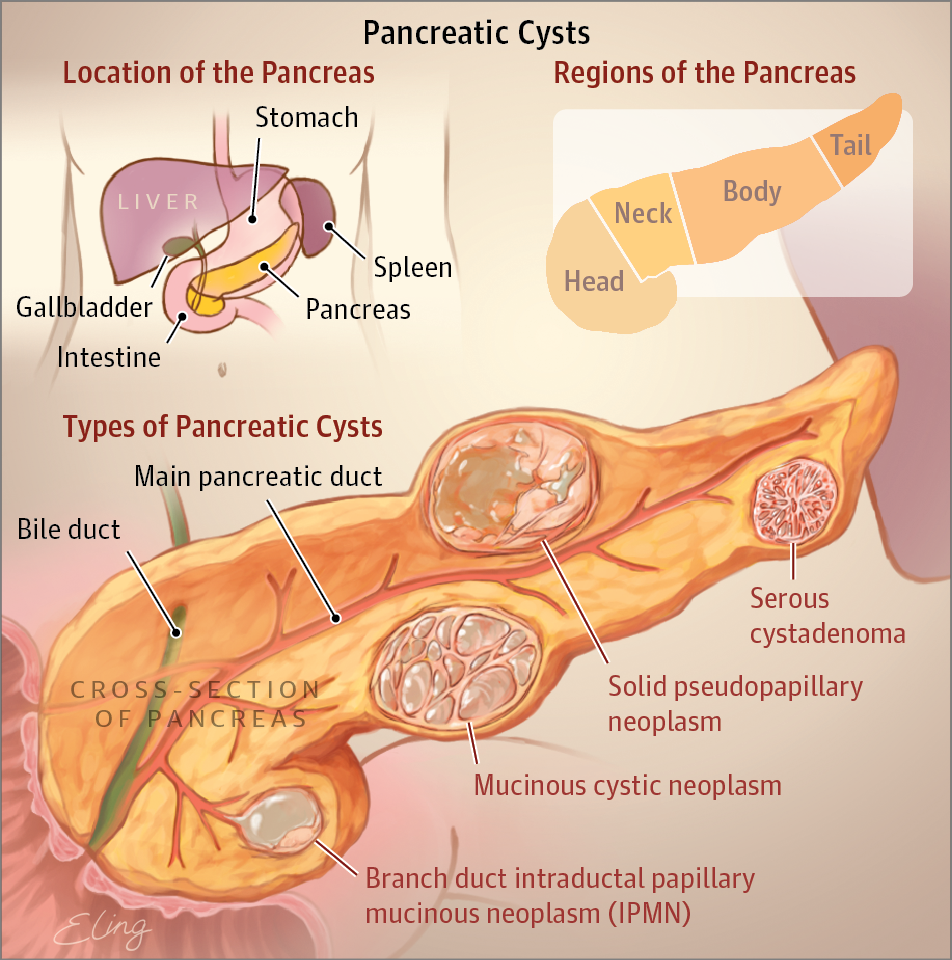 Pancreatic Cysts
Location of the Pancreas
Stomach
LIVER
Spleen
Gallbladder
Pancreas
Intestine
Regions of the Pancreas
Tail
Body
Neck
Head
Types of Pancreatic Cysts
Main pancreatic duct
Bile duct
CROSS-SECTION
OF PANCREAS
Serous
cystadenoma
Solid pseudopapillary
neoplasm
Mucinous cystic neoplasm
Branch duct intraductal papillary
mucinous neoplasm (IPMN)
Eling